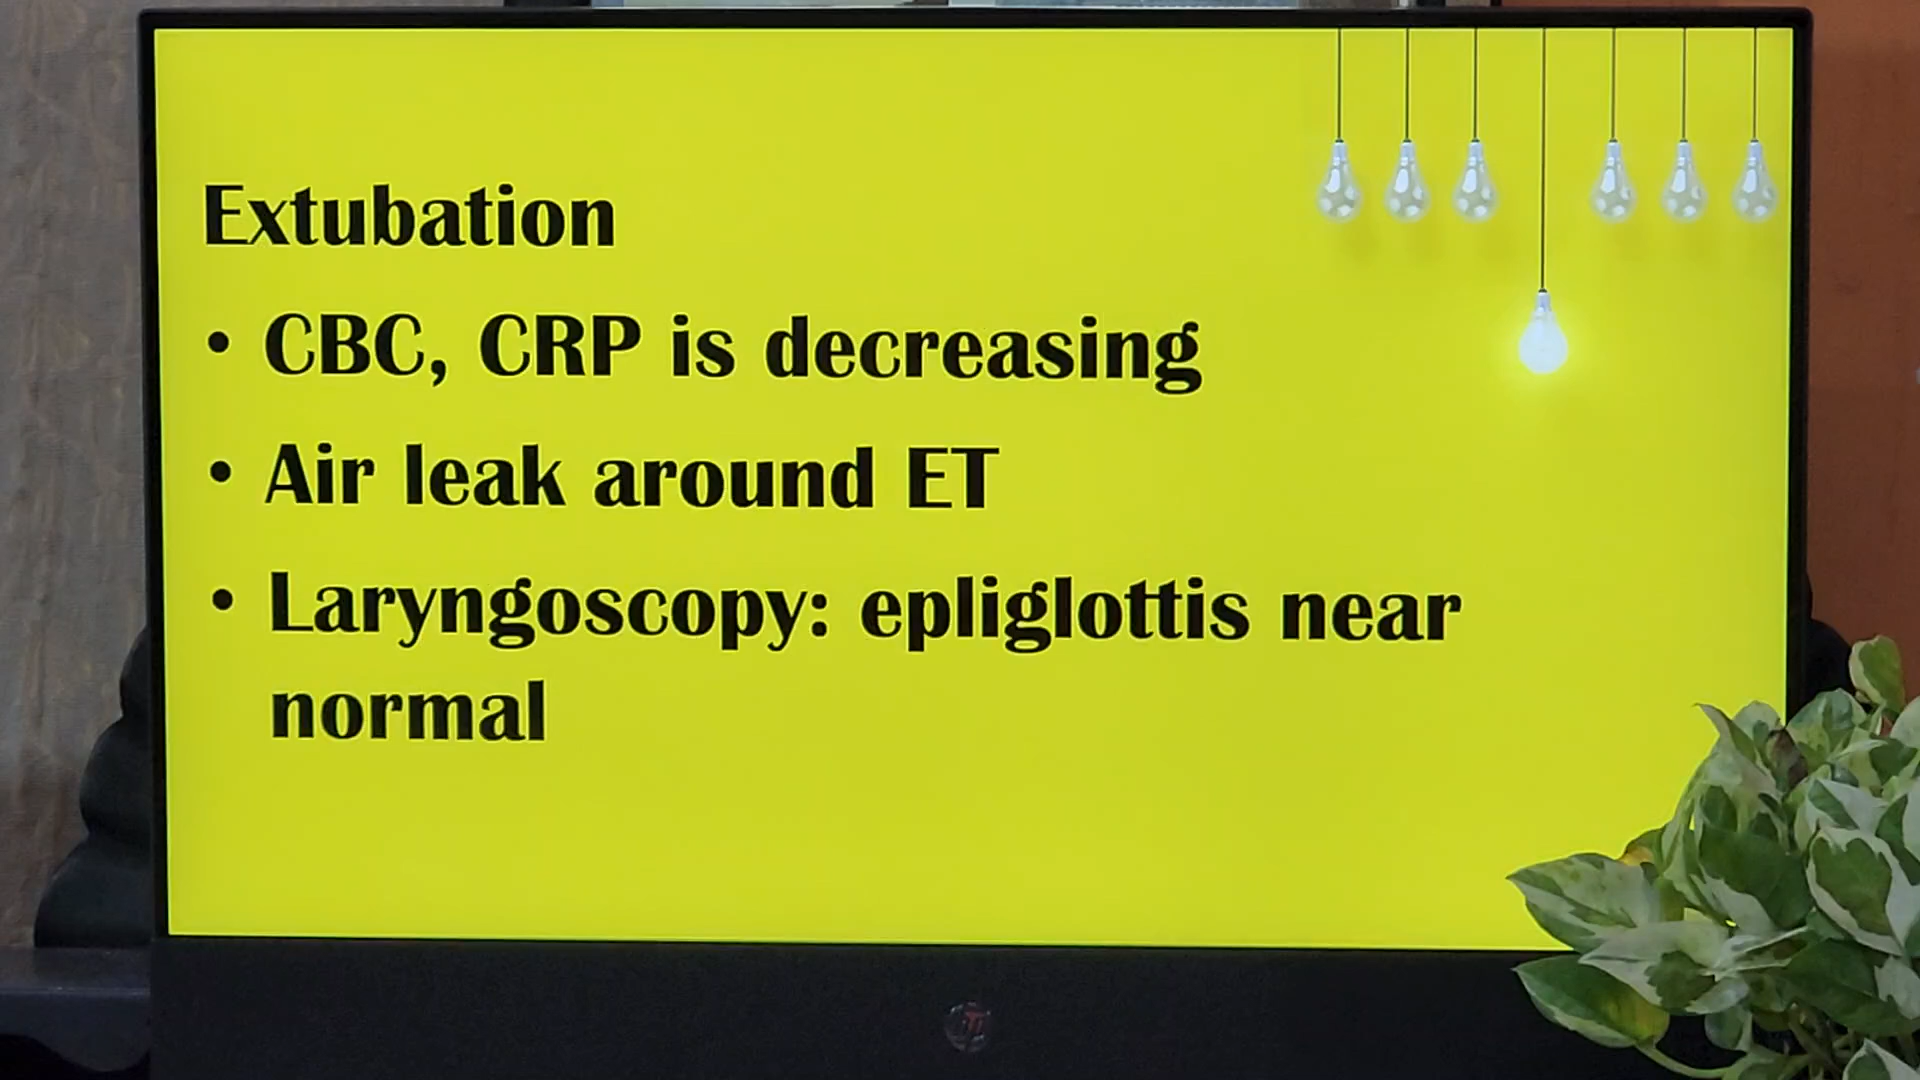 Extubation
• CBC, CRP is decreasing
• Air leak around ET
• Laryngoscopy: epliglottis near
normal